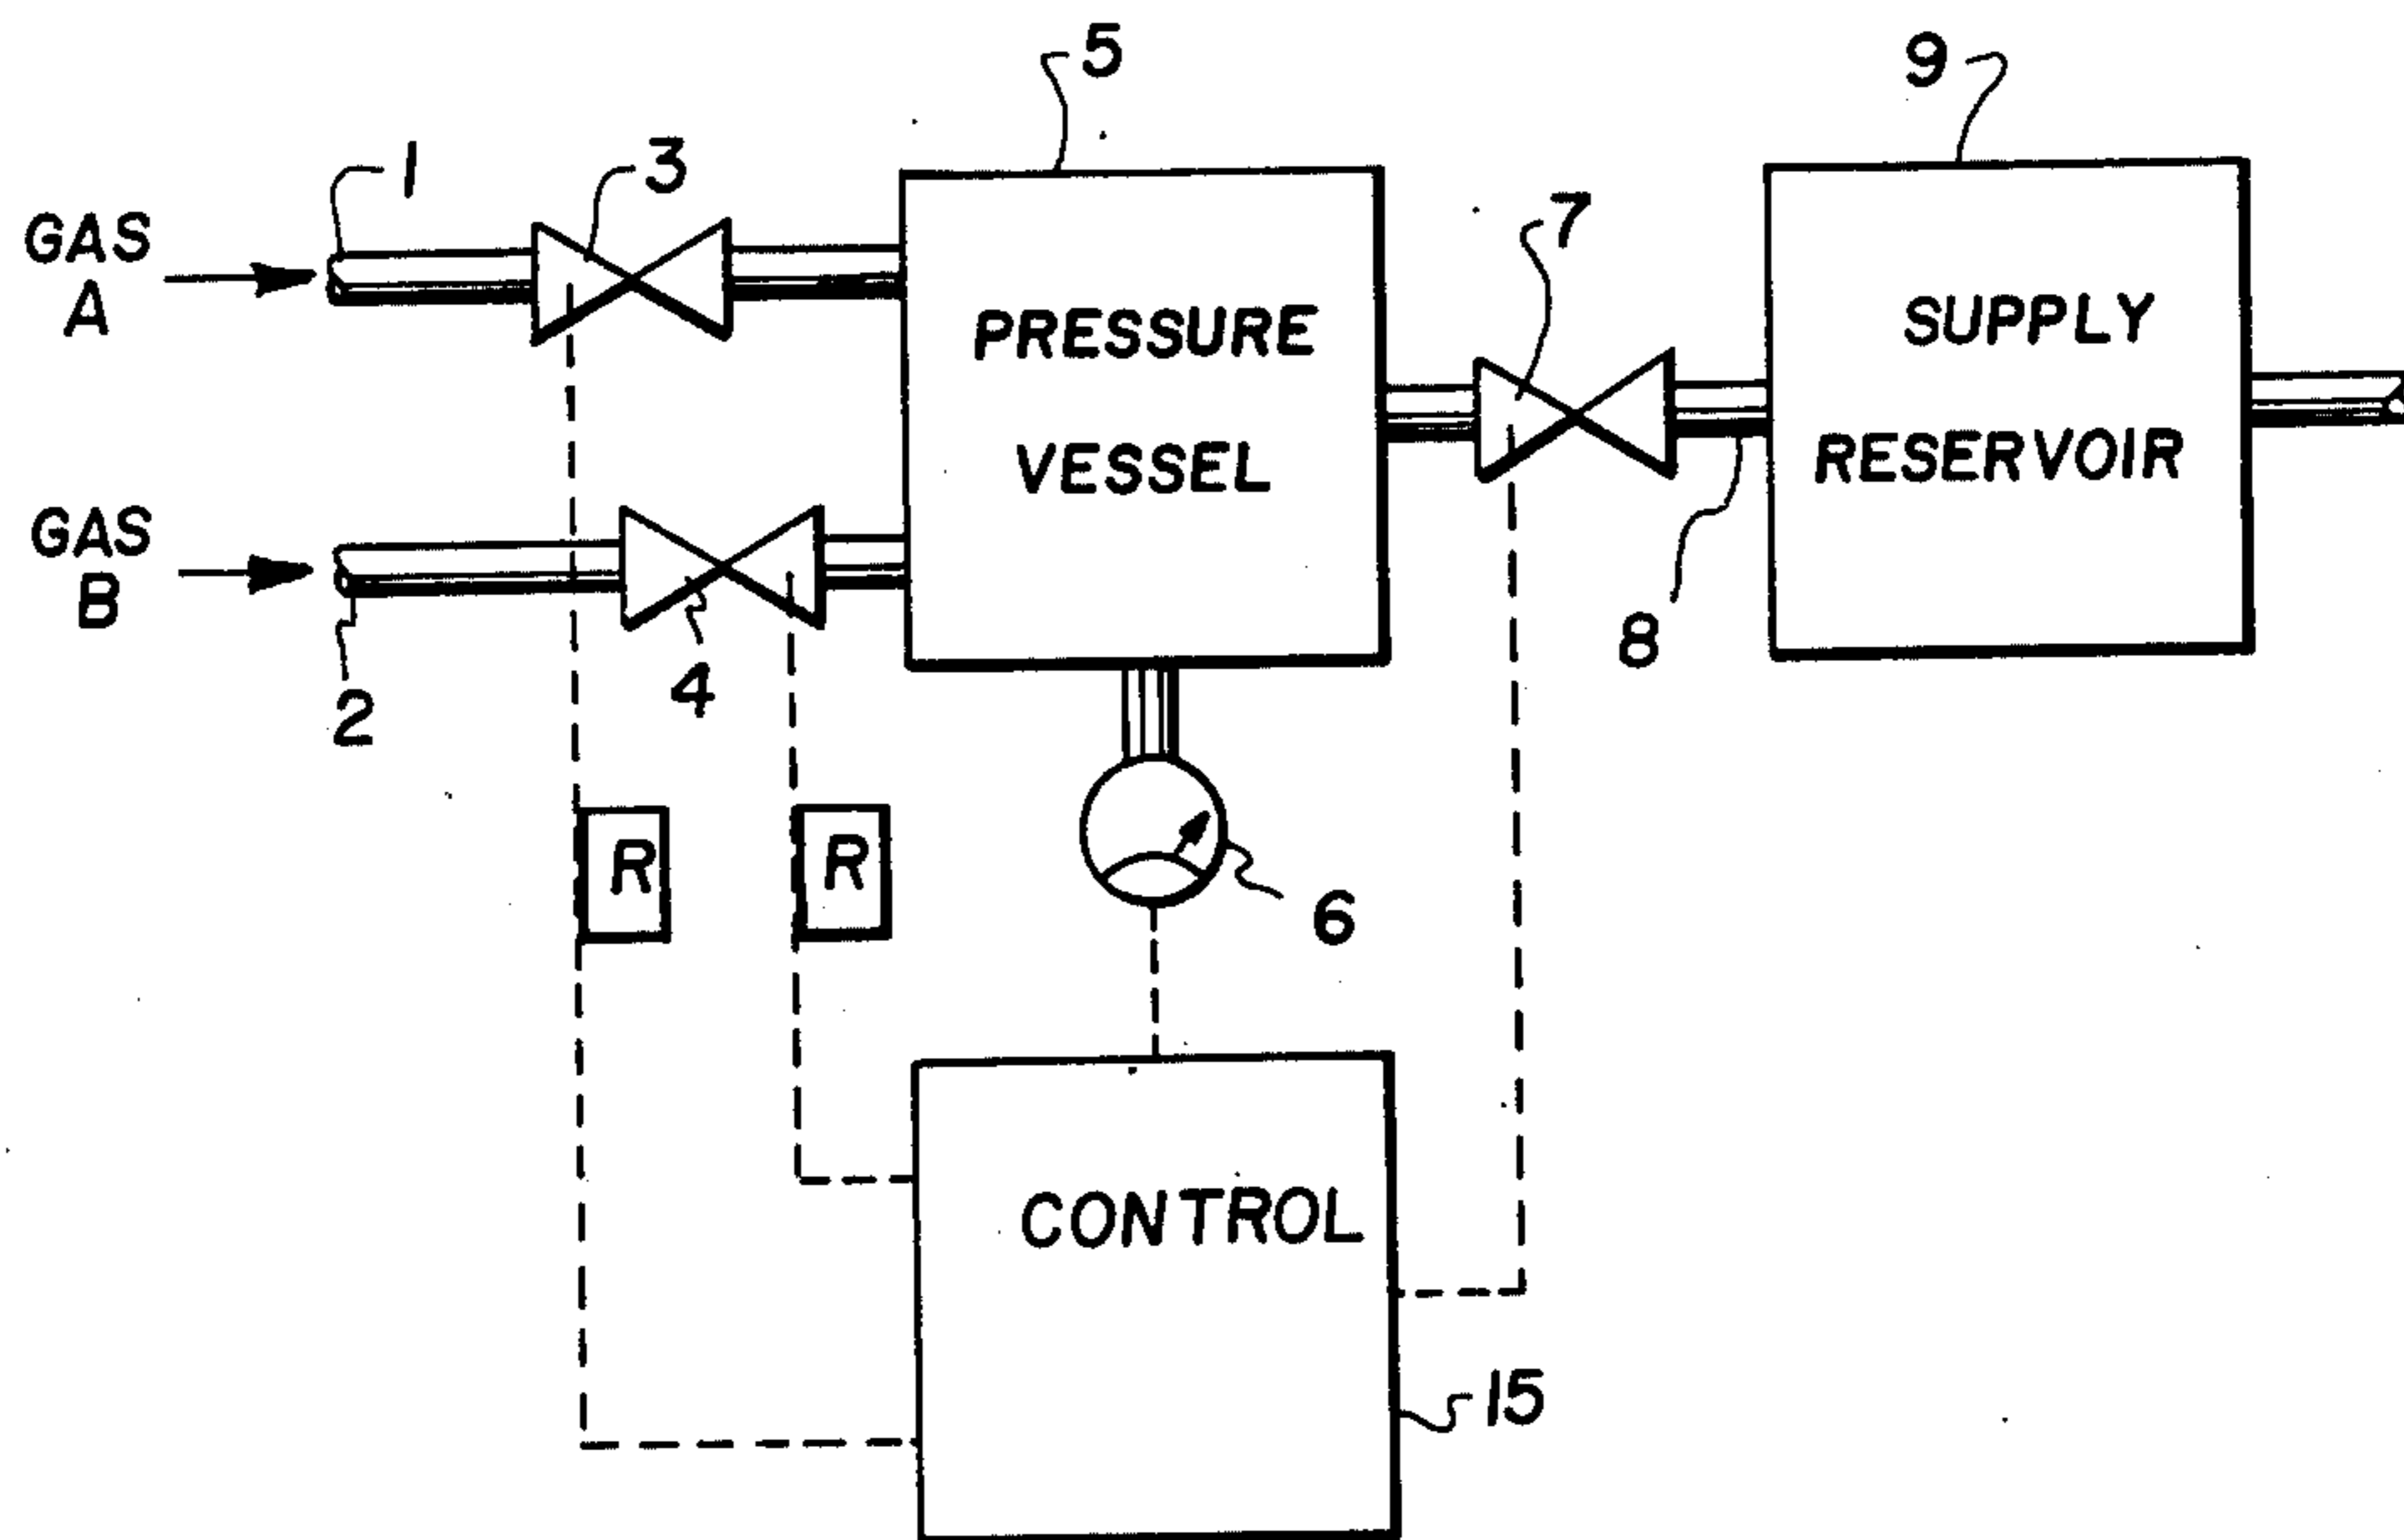 5
9
1
3
GAS
A
7
PRESSURE
VESSEL
SUPPLY
RESERVOIR
GAS
B
2
4
8
R
R
6
CONTROL
15